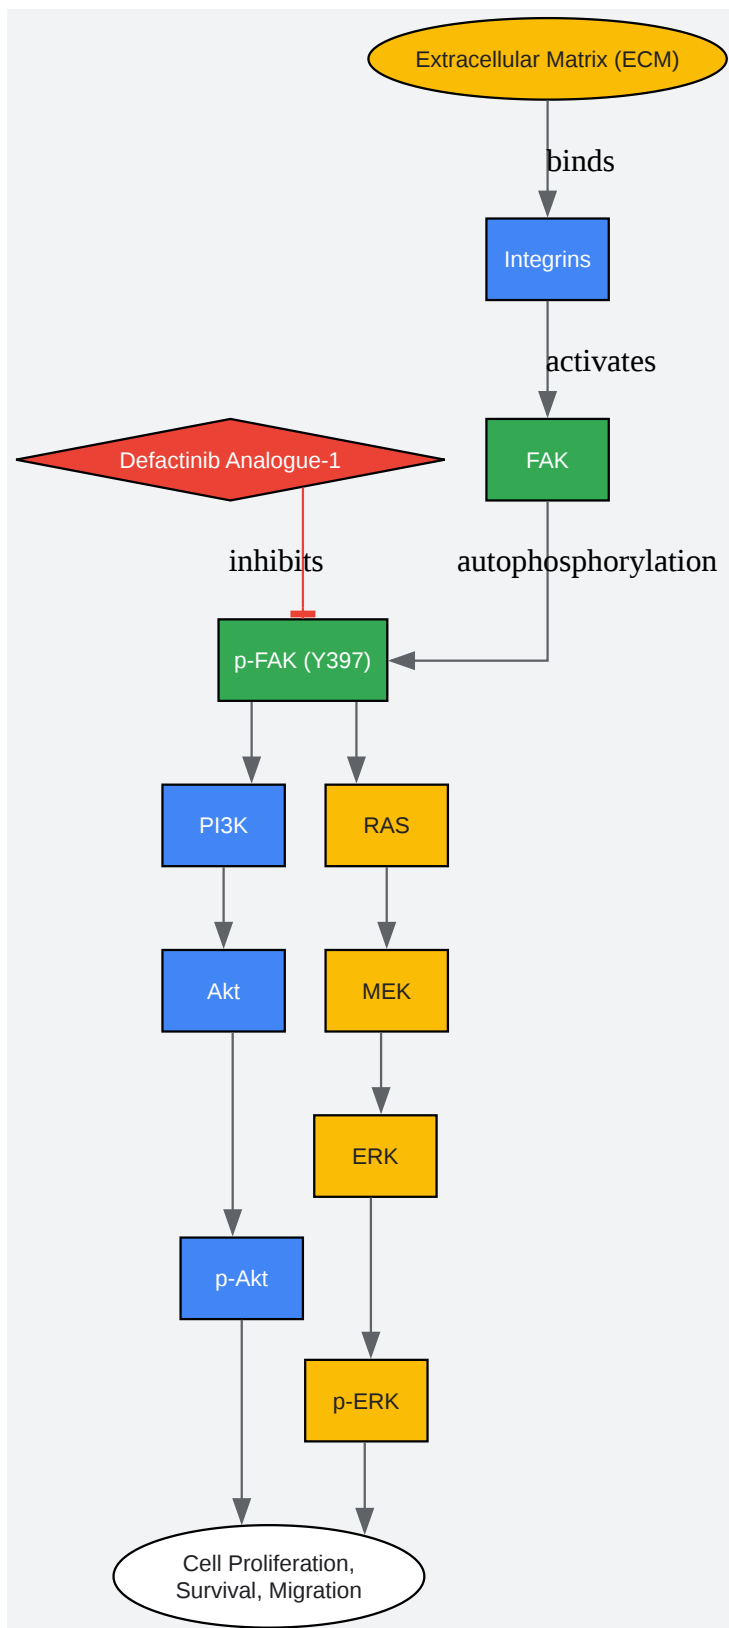 Extracellular Matrix (ECM)
binds
Integrins
activates
Defactinib Analogue-1
FAK
inhibits
autophosphorylation
p-FAK (Y397)
PI3K
RAS
Akt
MEK
ERK
p-Akt
p-ERK
Cell Proliferation,
Survival, Migration